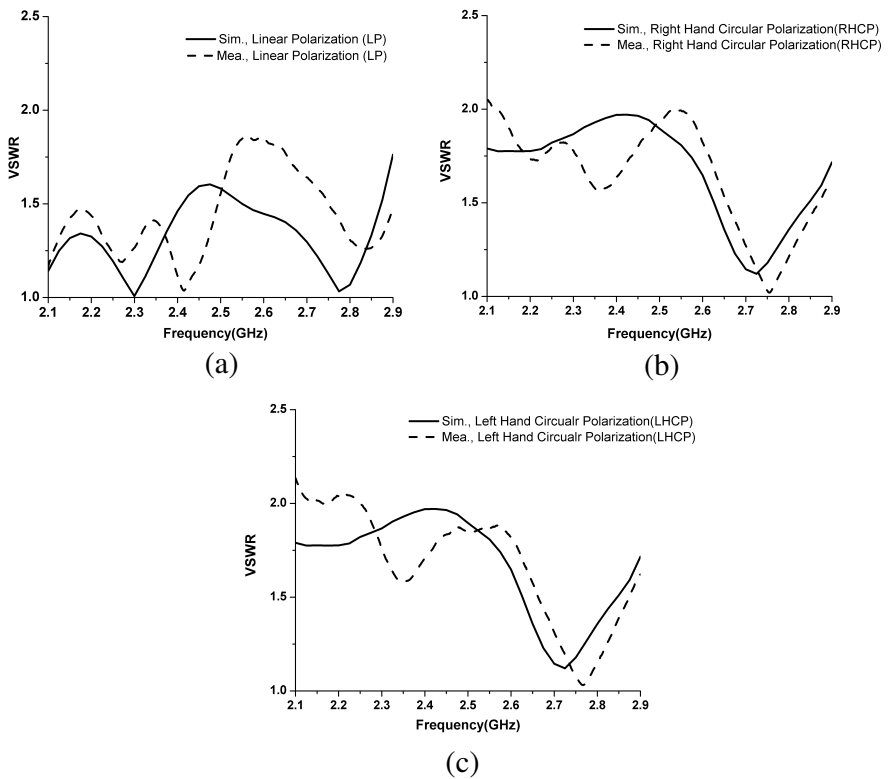 2.5
2.0
1.5
1.0
VSWR
Sim., Linear Polarization (LP)
Mea., Linear Polarization (LP)
2.1 2.2 2.3 2.4 2.5 2.6 2.7 2.8 2.9
Frequency(GHz)
(a)
2.5
2.0
1.5
1.0
VSWR
Sim., Right Hand Circular Polarization(RHCP)
Mea., Right Hand Circular Polarization(RHCP)
2.1 2.2 2.3 2.4 2.5 2.6 2.7 2.8 2.9
Frequency(GHz)
(b)
2.5
2.0
1.5
1.0
VSWR
Sim., Left Hand Circualr Polarization(LHCP)
Mea., Left Hand Circualr Polarization(LHCP)
2.1 2.2 2.3 2.4 2.5 2.6 2.7 2.8 2.9
Frequency(GHz)
(c)